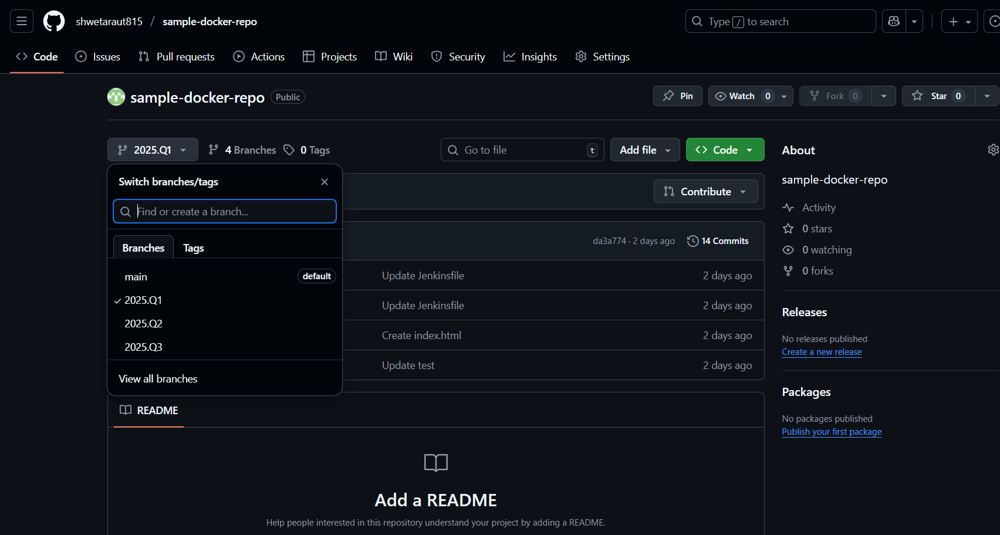 shwetaraut815 / sample-docker-repo
Type / to search
Code Issues Pull requests Actions Projects Wiki Security Insights Settings
sample-docker-repo Public
Pin Watch 0 Fork 0 Star 0
2025.Q1 4 Branches 0 Tags
Go to file t Add file Code
Switch branches/tags
Find or create a branch...
Branches Tags
main default
2025.Q1
2025.Q2
2025.Q3
View all branches
Contribute
da3a774 · 2 days ago 14 Commits
Update Jenkinsfile 2 days ago
Update Jenkinsfile 2 days ago
Create index.html 2 days ago
Update test 2 days ago
README
Add a README
Help people interested in this repository understand your project by adding a README.
About
sample-docker-repo
Activity
0 stars
0 watching
0 forks
Releases
No releases published
Create a new release
Packages
No packages published
Publish your first package